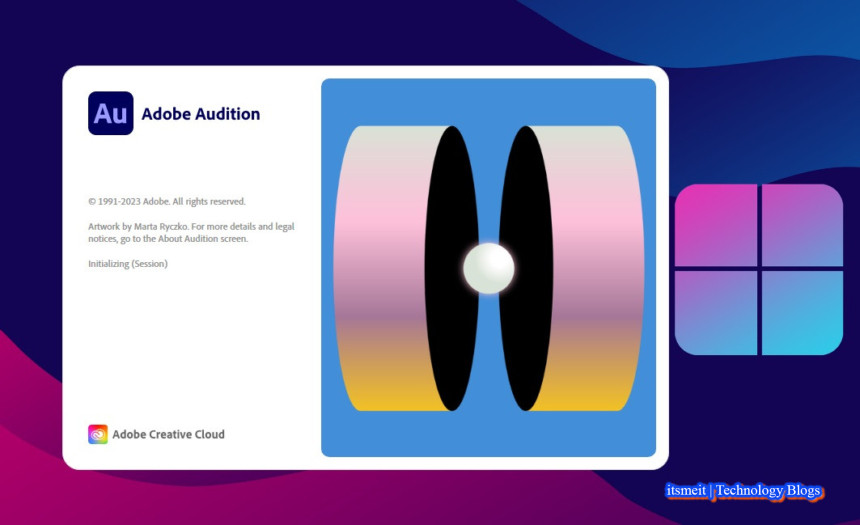 Au Adobe Audition
© 1991-2023 Adobe. All rights reserved.
Artwork by Marta Ryczko. For more details and legal
notices, go to the About Audition screen.
Initializing (Session)
Adobe Creative Cloud
itsmeit | Technology Blogs